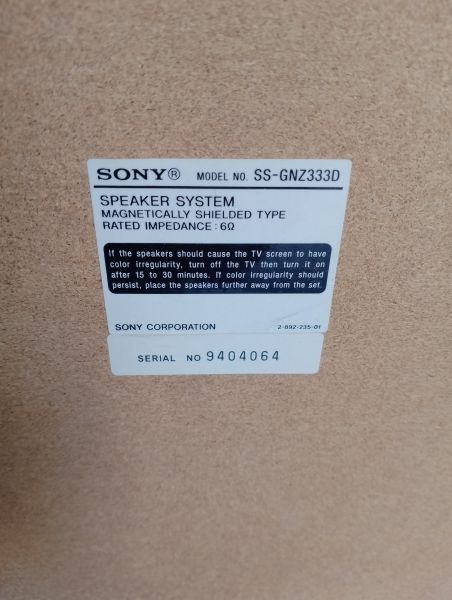 SONY® MODEL NO. SS-GNZ333D
SPEAKER SYSTEM
MAGNETICALLY SHIELDED TYPE
RATED IMPEDANCE : 6Ω
If the speakers should cause the TV screen to have
color irregularity, turn off the TV then turn it on
after 15 to 30 minutes. If color irregularity should
persist, place the speakers further away from the set.
SONY CORPORATION 2-892-235-01
SERIAL NO 9404064